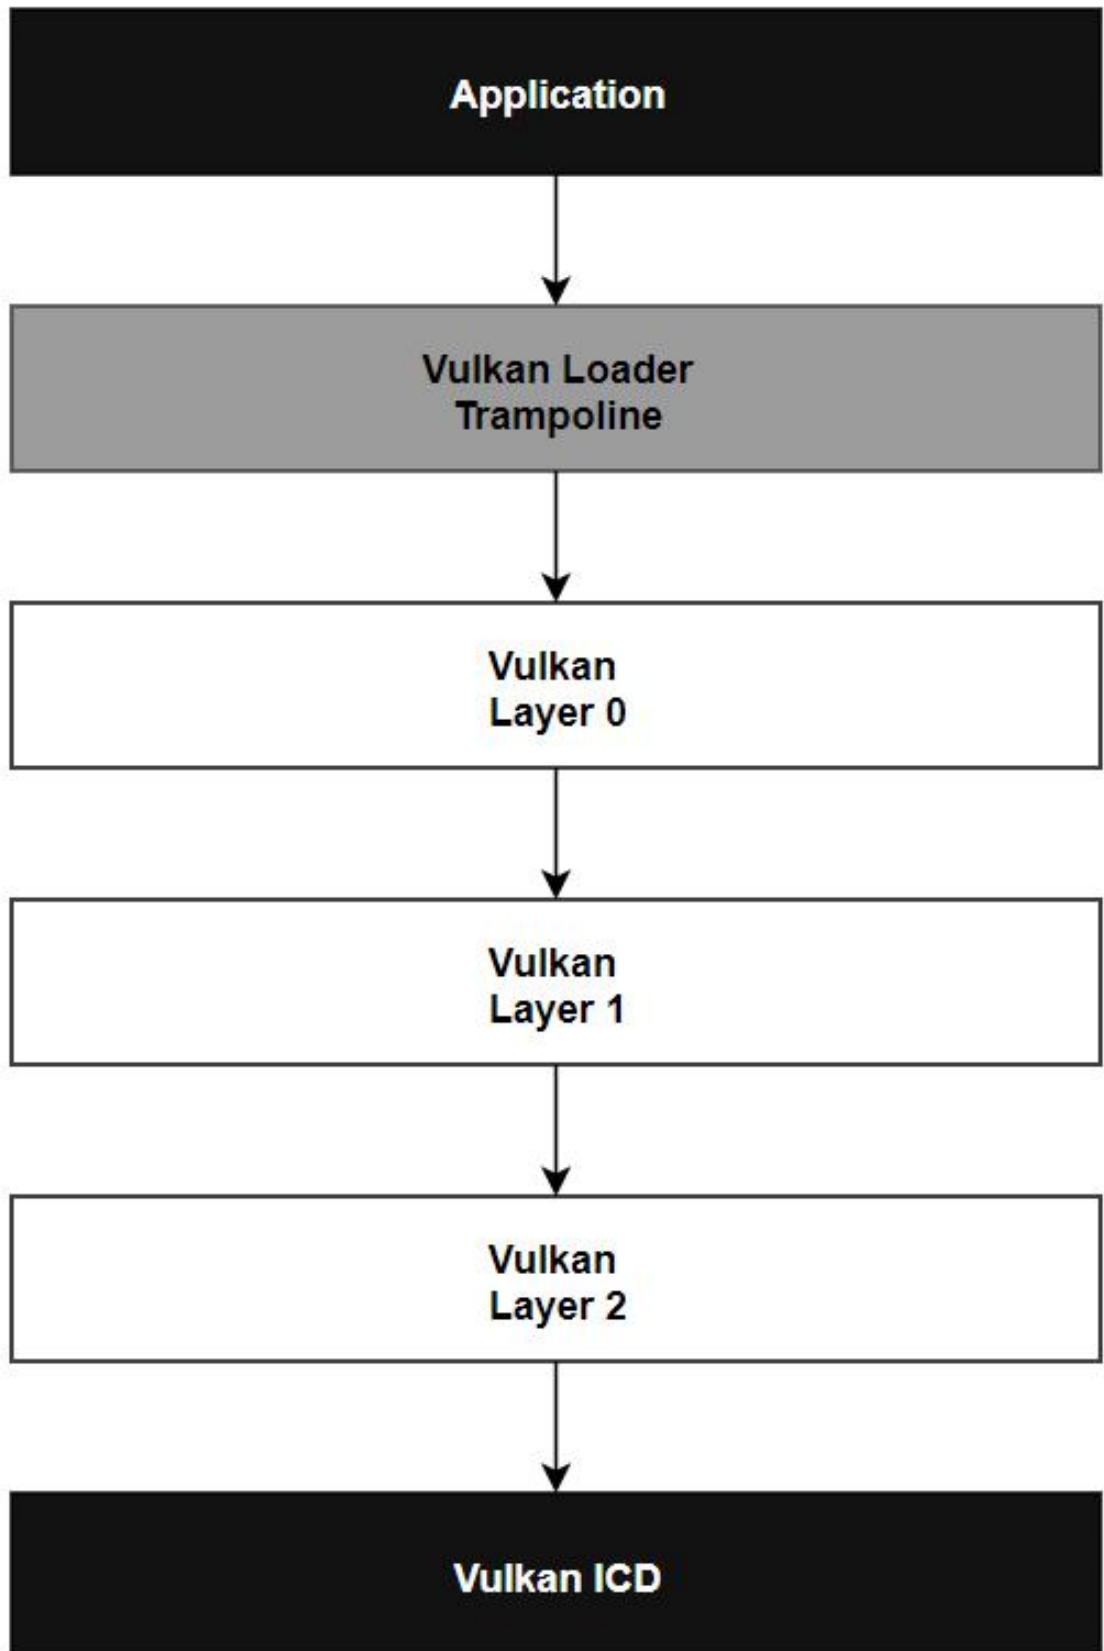 Application
Vulkan Loader
Trampoline
Vulkan
Layer 0
Vulkan
Layer 1
Vulkan
Layer 2
Vulkan ICD